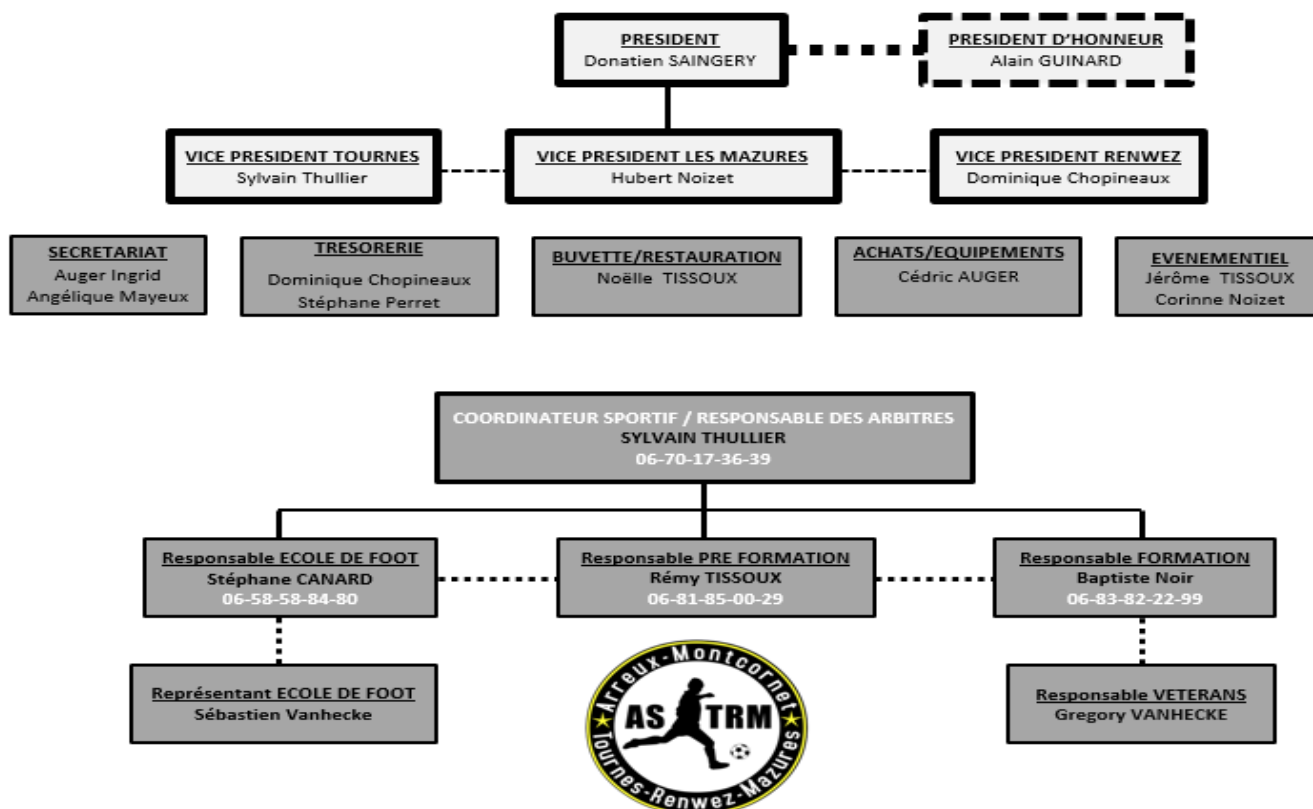 PRESIDENT
Donatien SAINGERY
PRESIDENT D'HONNEUR
Alain GUINARD
VICE PRESIDENT TOURNES
Sylvain Thullier
VICE PRESIDENT LES MAZURES
Hubert Noizet
VICE PRESIDENT RENWEZ
Dominique Chopineaux
SECRETARIAT
Auger Ingrid
Angélique Mayeux
TRESORERIE
Dominique Chopineaux
Stéphane Perret
BUVETTE/RESTAURATION
Noëlle TISSOUX
ACHATS/EQUIPEMENTS
Cédric AUGER
EVENEMENTIEL
Jérôme TISSOUX
Corinne Noizet
COORDINATEUR SPORTIF / RESPONSABLE DES ARBITRES
SYLVAIN THULLIER
06-70-17-36-39
Responsable ECOLE DE FOOT
Stéphane CANARD
06-58-58-84-80
Responsable PRE FORMATION
Rémy TISSOUX
06-81-85-00-29
Responsable FORMATION
Baptiste Noir
06-83-82-22-99
Représentant ECOLE DE FOOT
Sébastien Vanhecke
Arreux-Montcornet
AS TRM
Tournes-Renwez-Mazures
Responsable VETERANS
Gregory VANHECKE